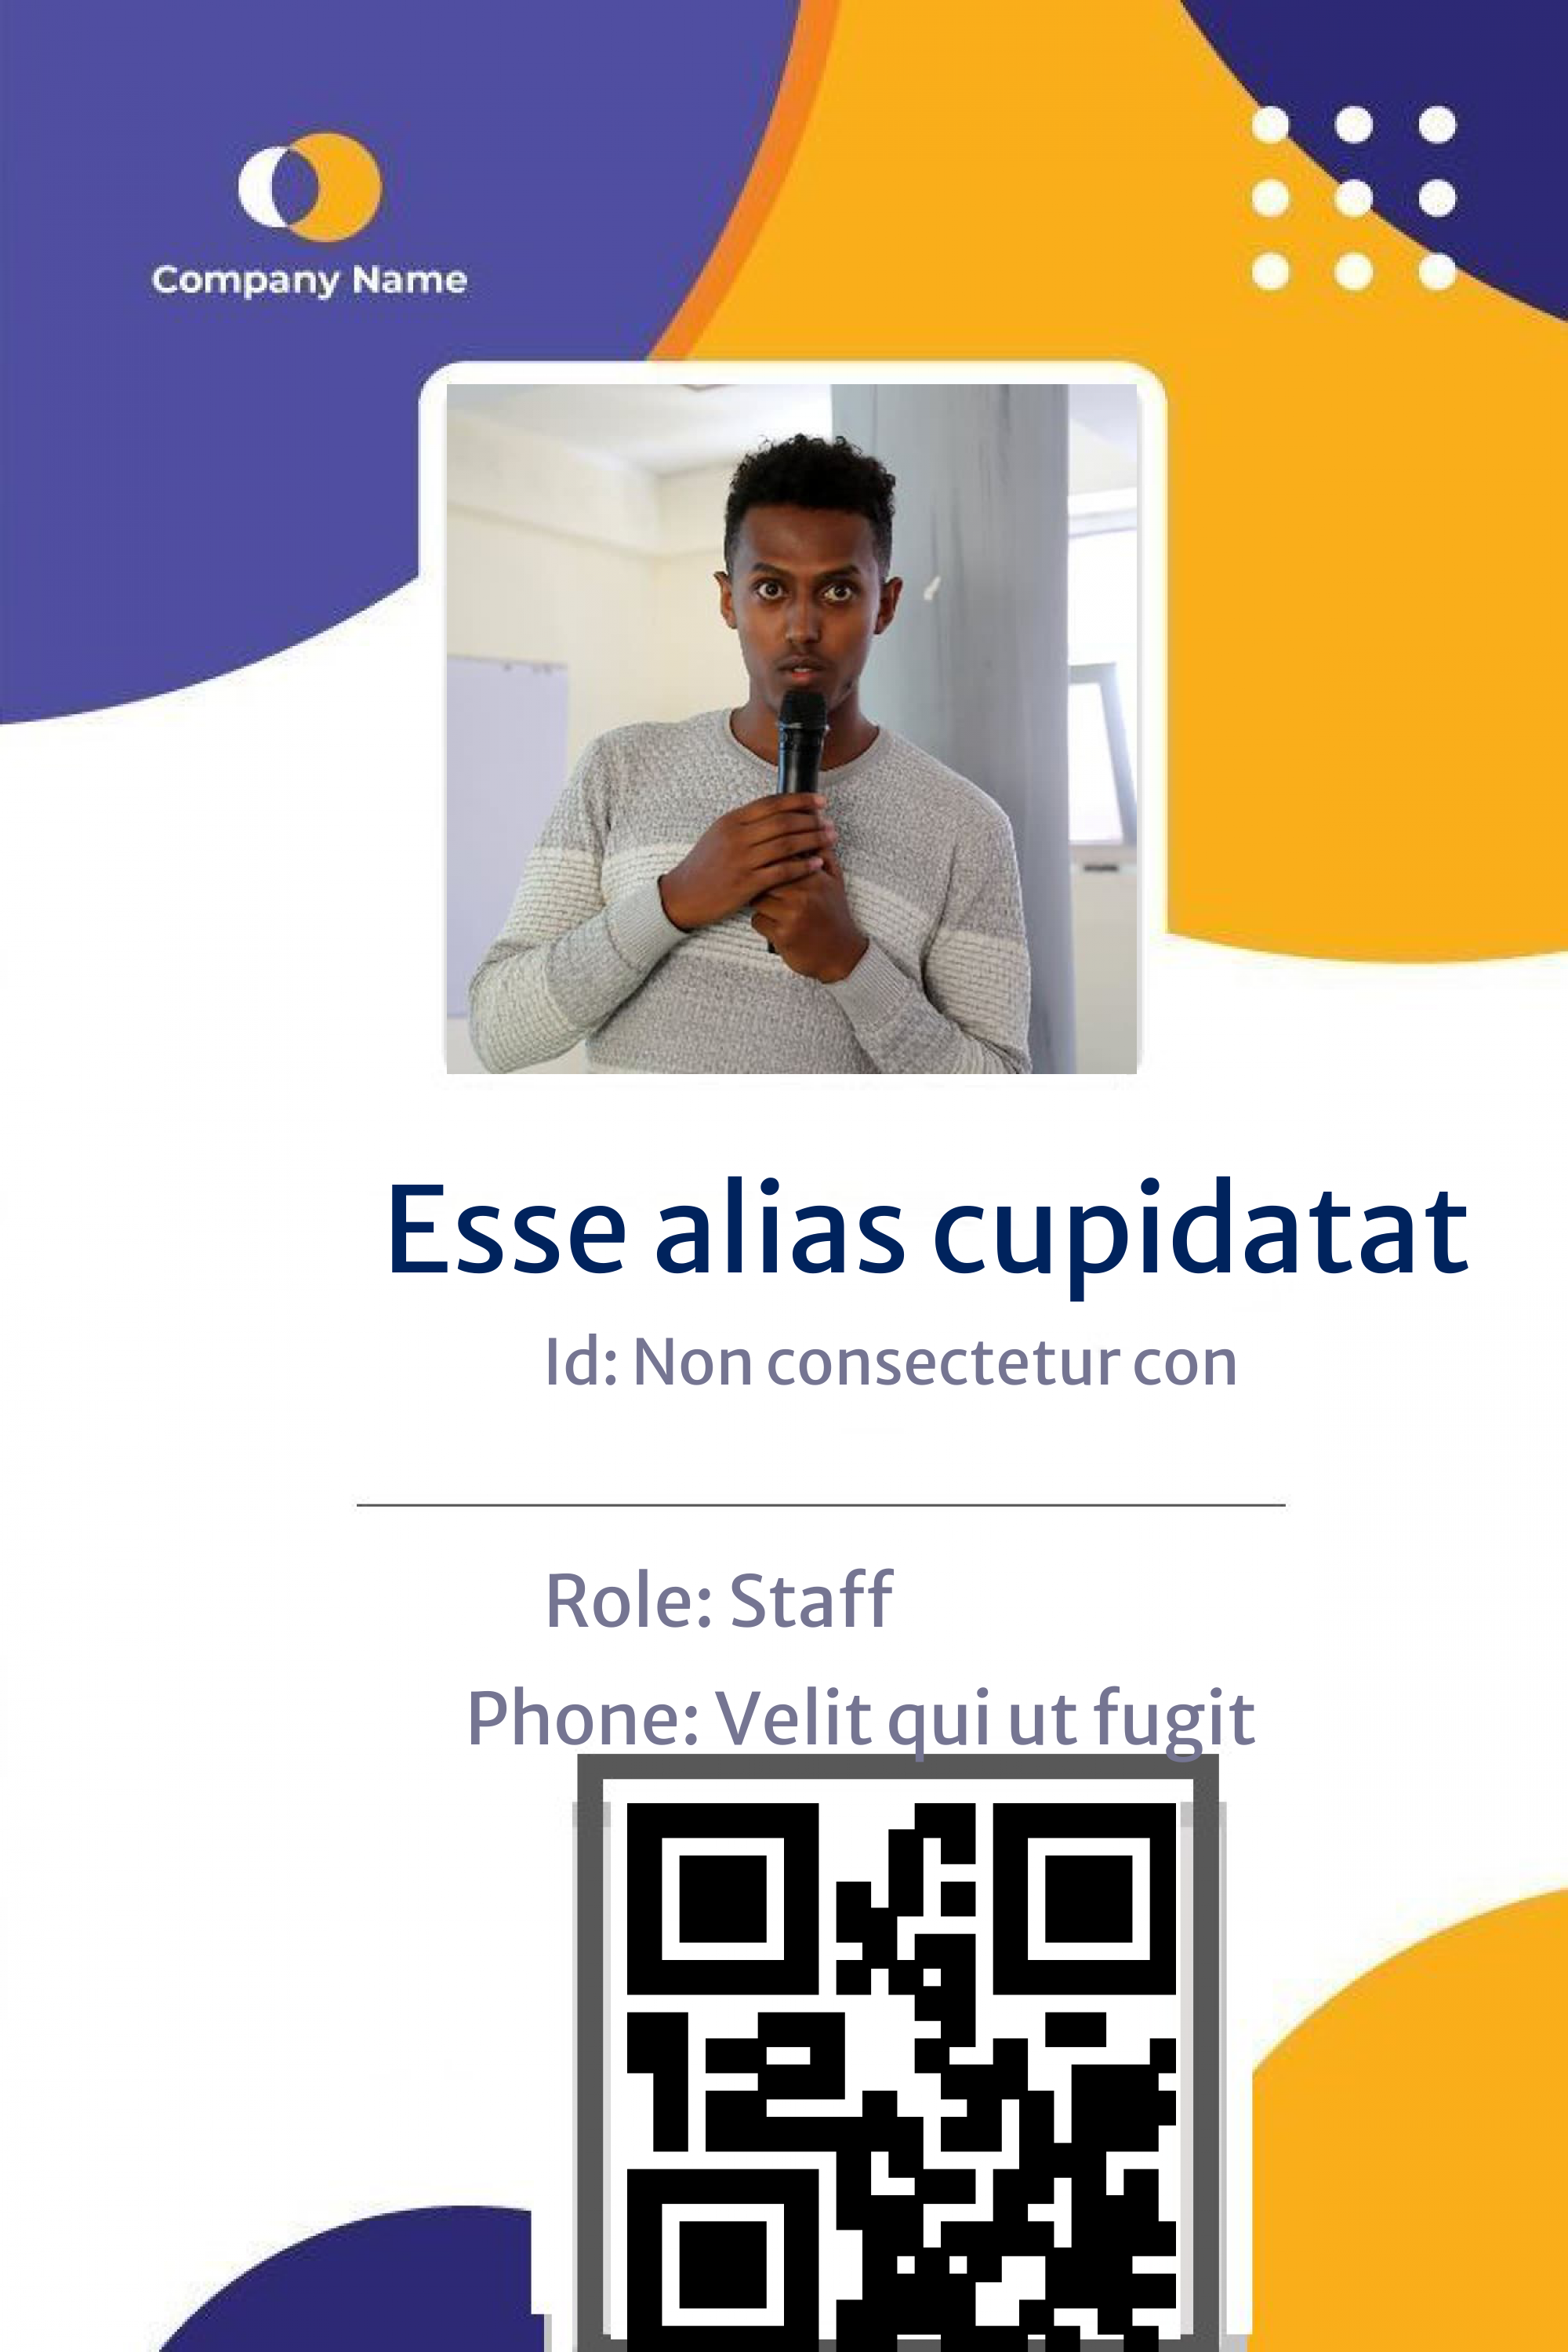 Company Name
Esse alias cupidatat
Id: Non consectetur con
Role: Staff
Phone: Velit qui ut fugit